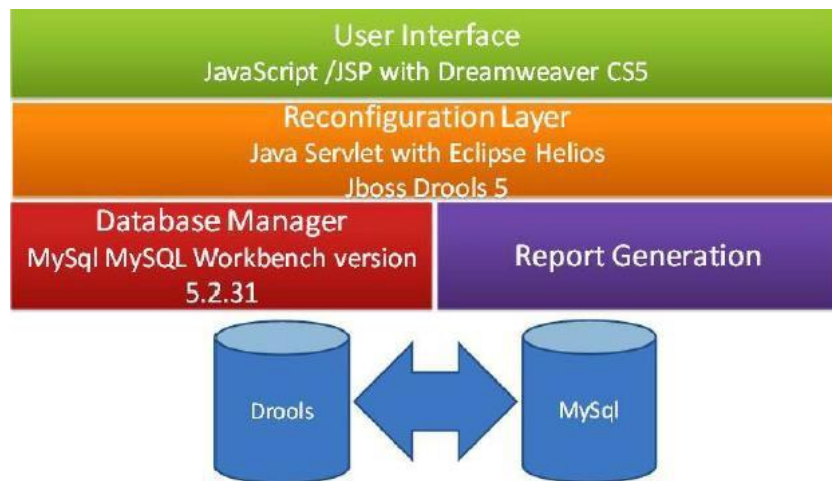 User Interface
JavaScript /JSP with Dreamweaver CS5
Reconfiguration Layer
Java Servlet with Eclipse Helios
Jboss Drools 5
Database Manager
MySql MySQL Workbench version
5.2.31
Report Generation
Drools
MySql